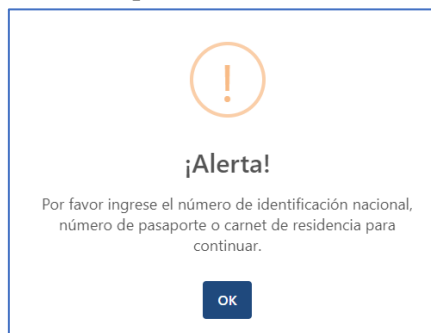 ¡Alerta!
Por favor ingrese el número de identificación nacional,
número de pasaporte o carnet de residencia para
continuar.
OK